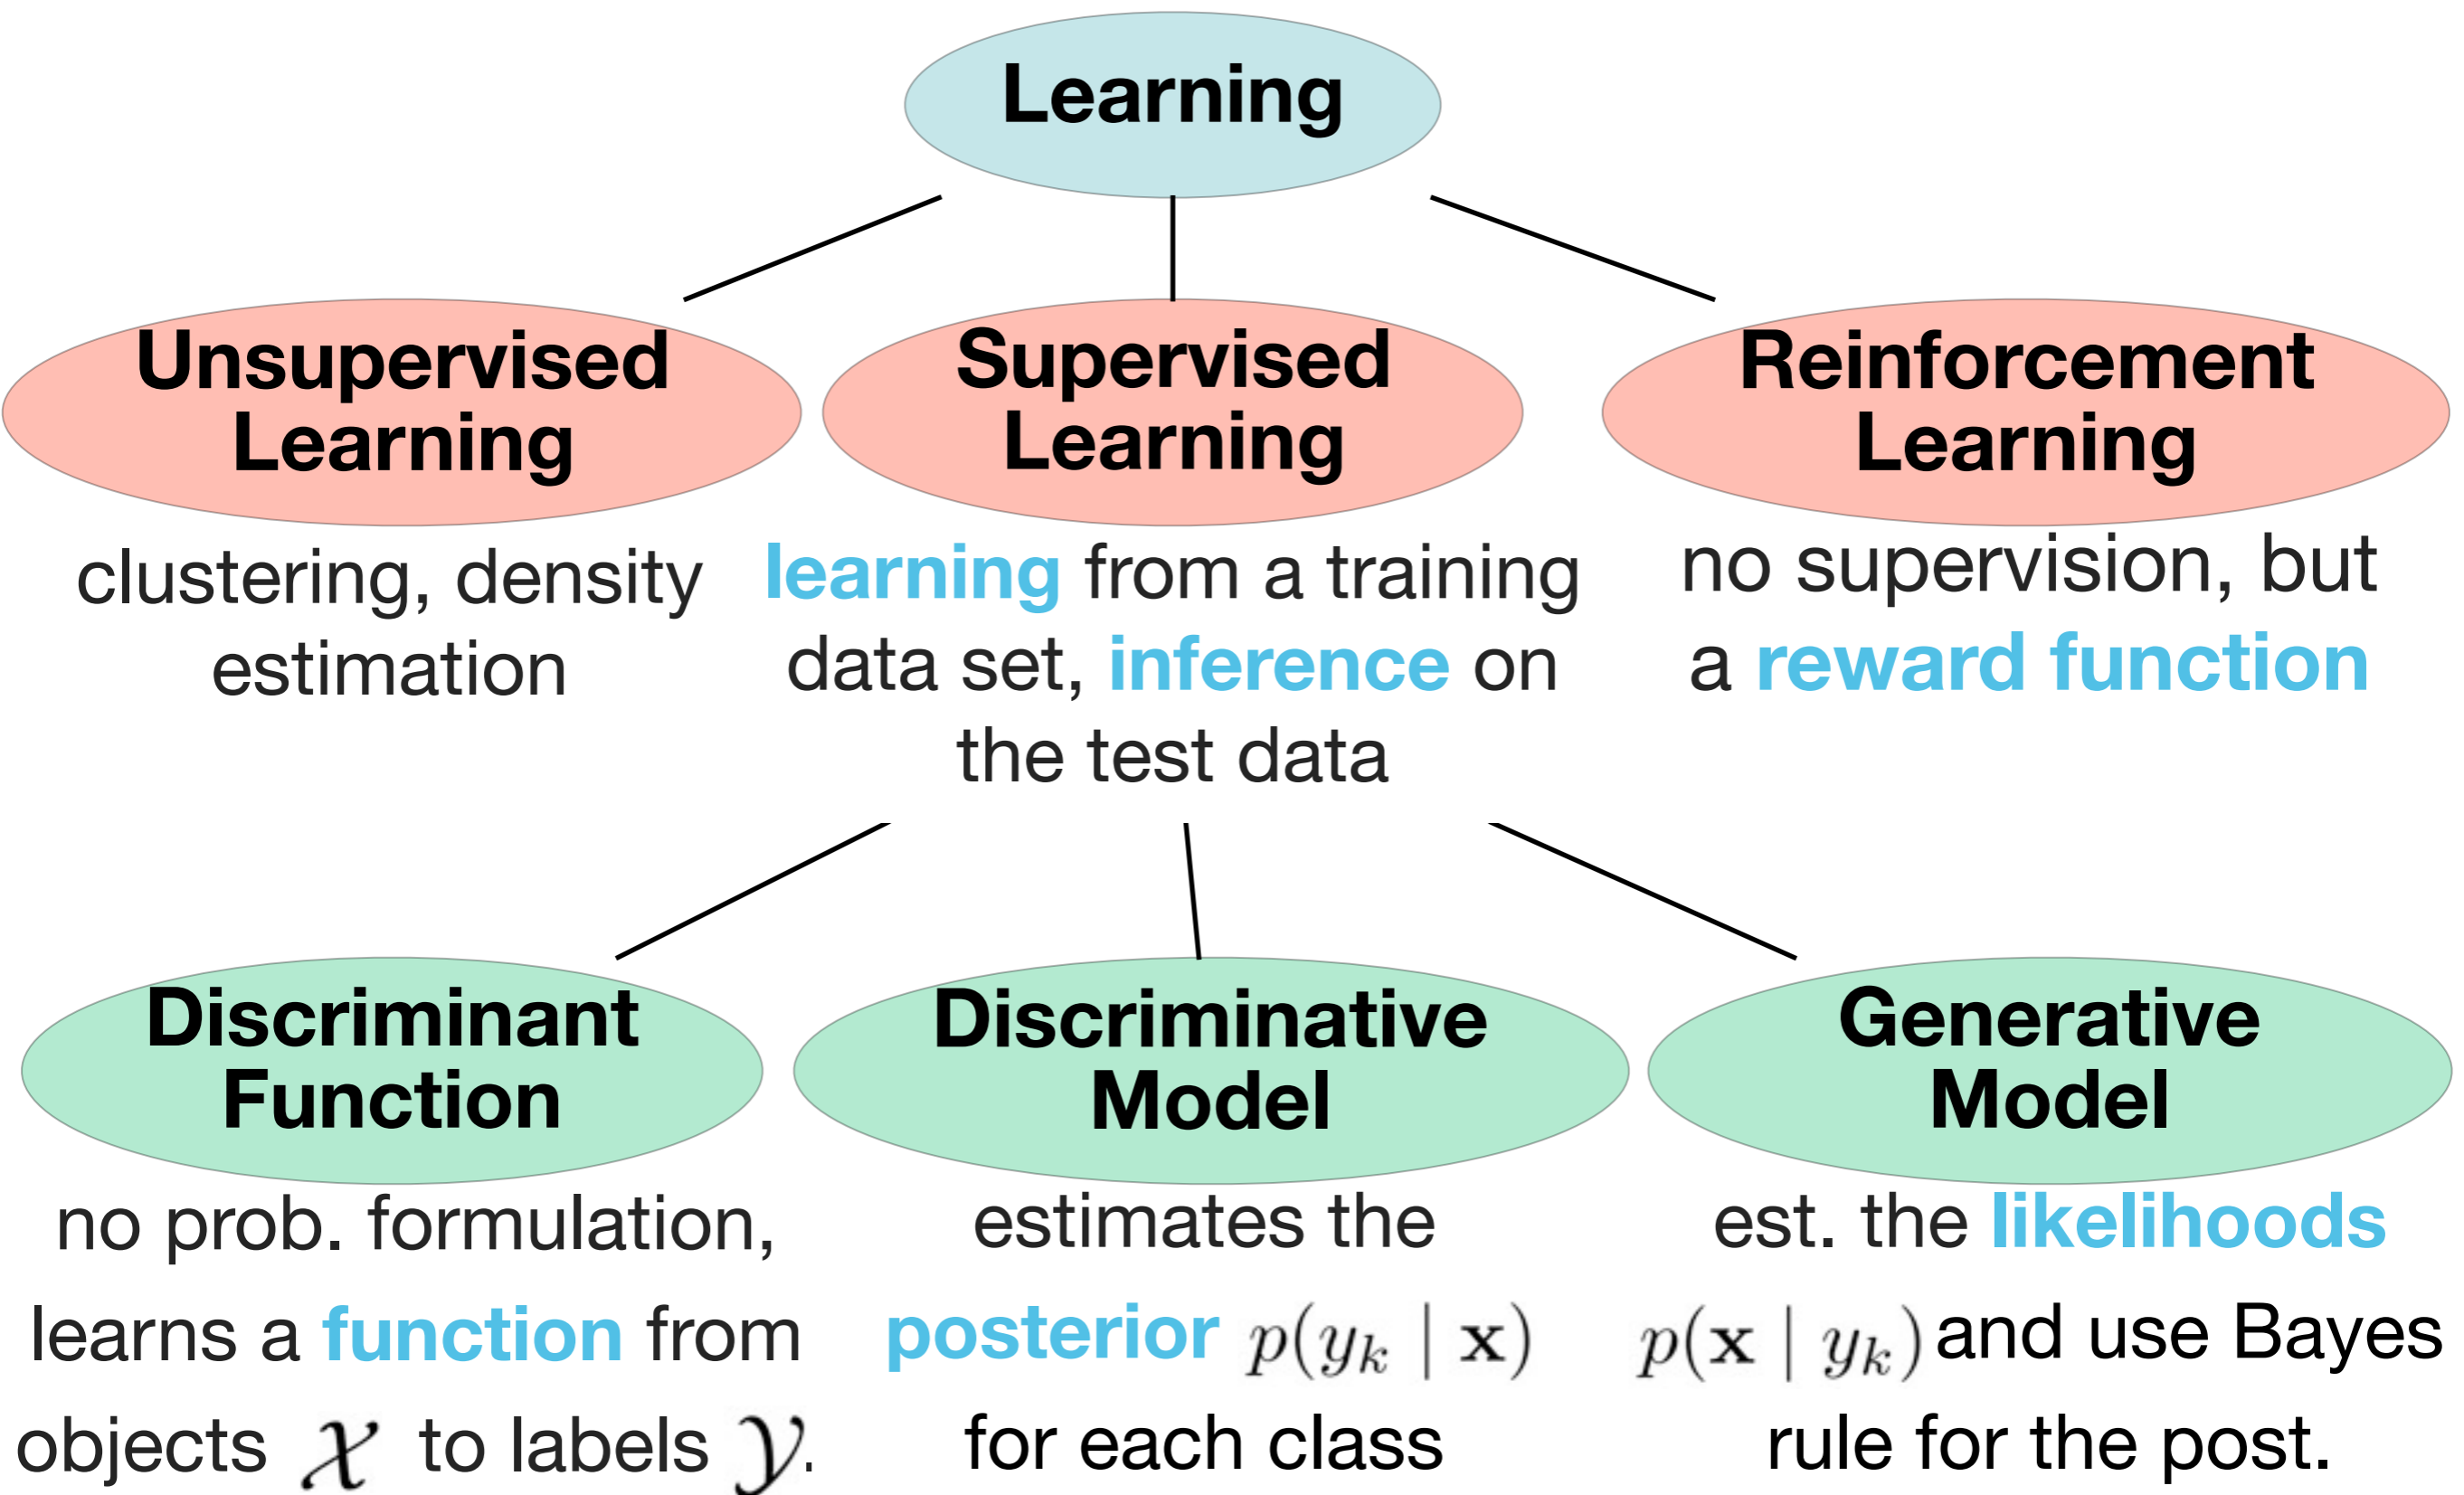 Learning
Unsupervised
Learning
Supervised
Learning
Reinforcement
Learning
clustering, density
estimation
learning from a training
data set, inference on
the test data
no supervision, but
a reward function
Discriminant
Function
Discriminative
Model
Generative
Model
no prob. formulation,
learns a function from
objects 𝒳 to labels 𝒴.
estimates the
posterior p(y_k | x)
for each class
est. the likelihoods
p(x | y_k) and use Bayes
rule for the post.